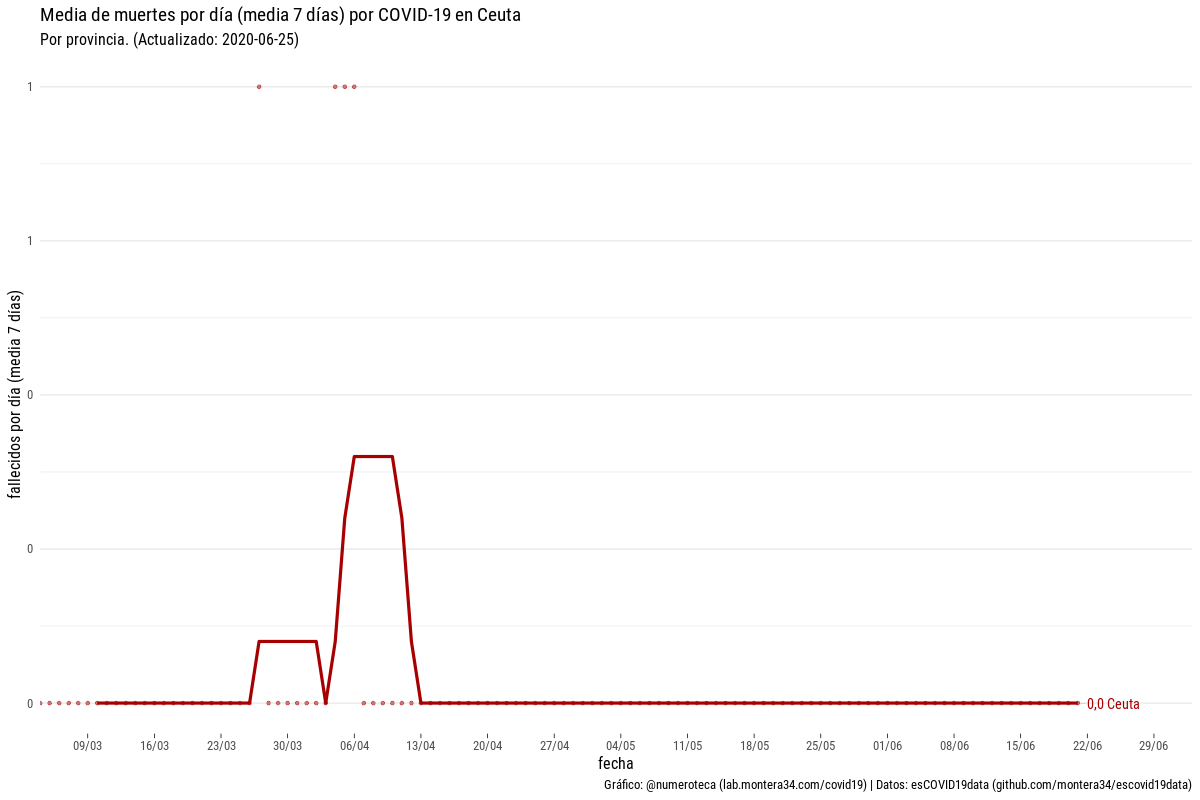 Media de muertes por día (media 7 días) por COVID-19 en Ceuta
Por provincia. (Actualizado: 2020-06-25)
fallecidos por día (media 7 días)
1
1
0
0
0
0,0 Ceuta
09/03 16/03 23/03 30/03 06/04 13/04 20/04 27/04 04/05 11/05 18/05 25/05 01/06 08/06 15/06 22/06 29/06
fecha
Gráfico: @numeroteca (lab.montera34.com/covid19) | Datos: esCOVID19data (github.com/montera34/escovid19data)